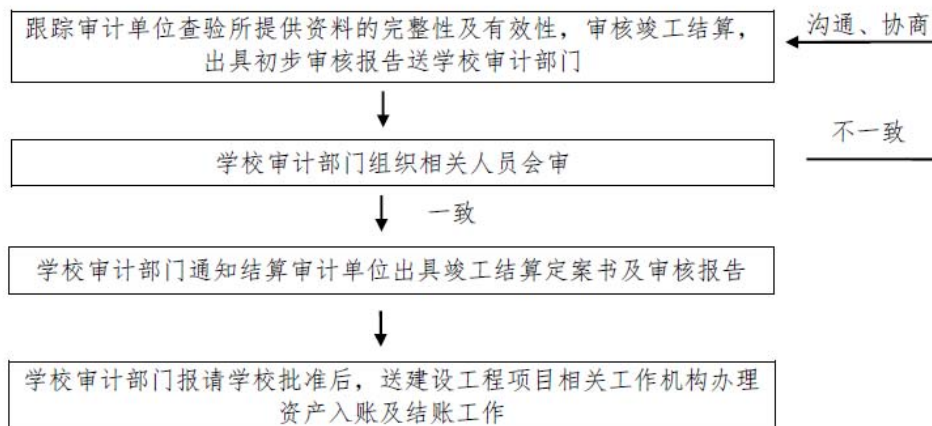 跟踪审计单位查验所提供资料的完整性及有效性，审核竣工结算，
出具初步审核报告送学校审计部门
沟通、协商
不一致
学校审计部门组织相关人员会审
一致
学校审计部门通知结算审计单位出具竣工结算定案书及审核报告
学校审计部门报请学校批准后，送建设工程项目相关工作机构办理
资产入账及结账工作